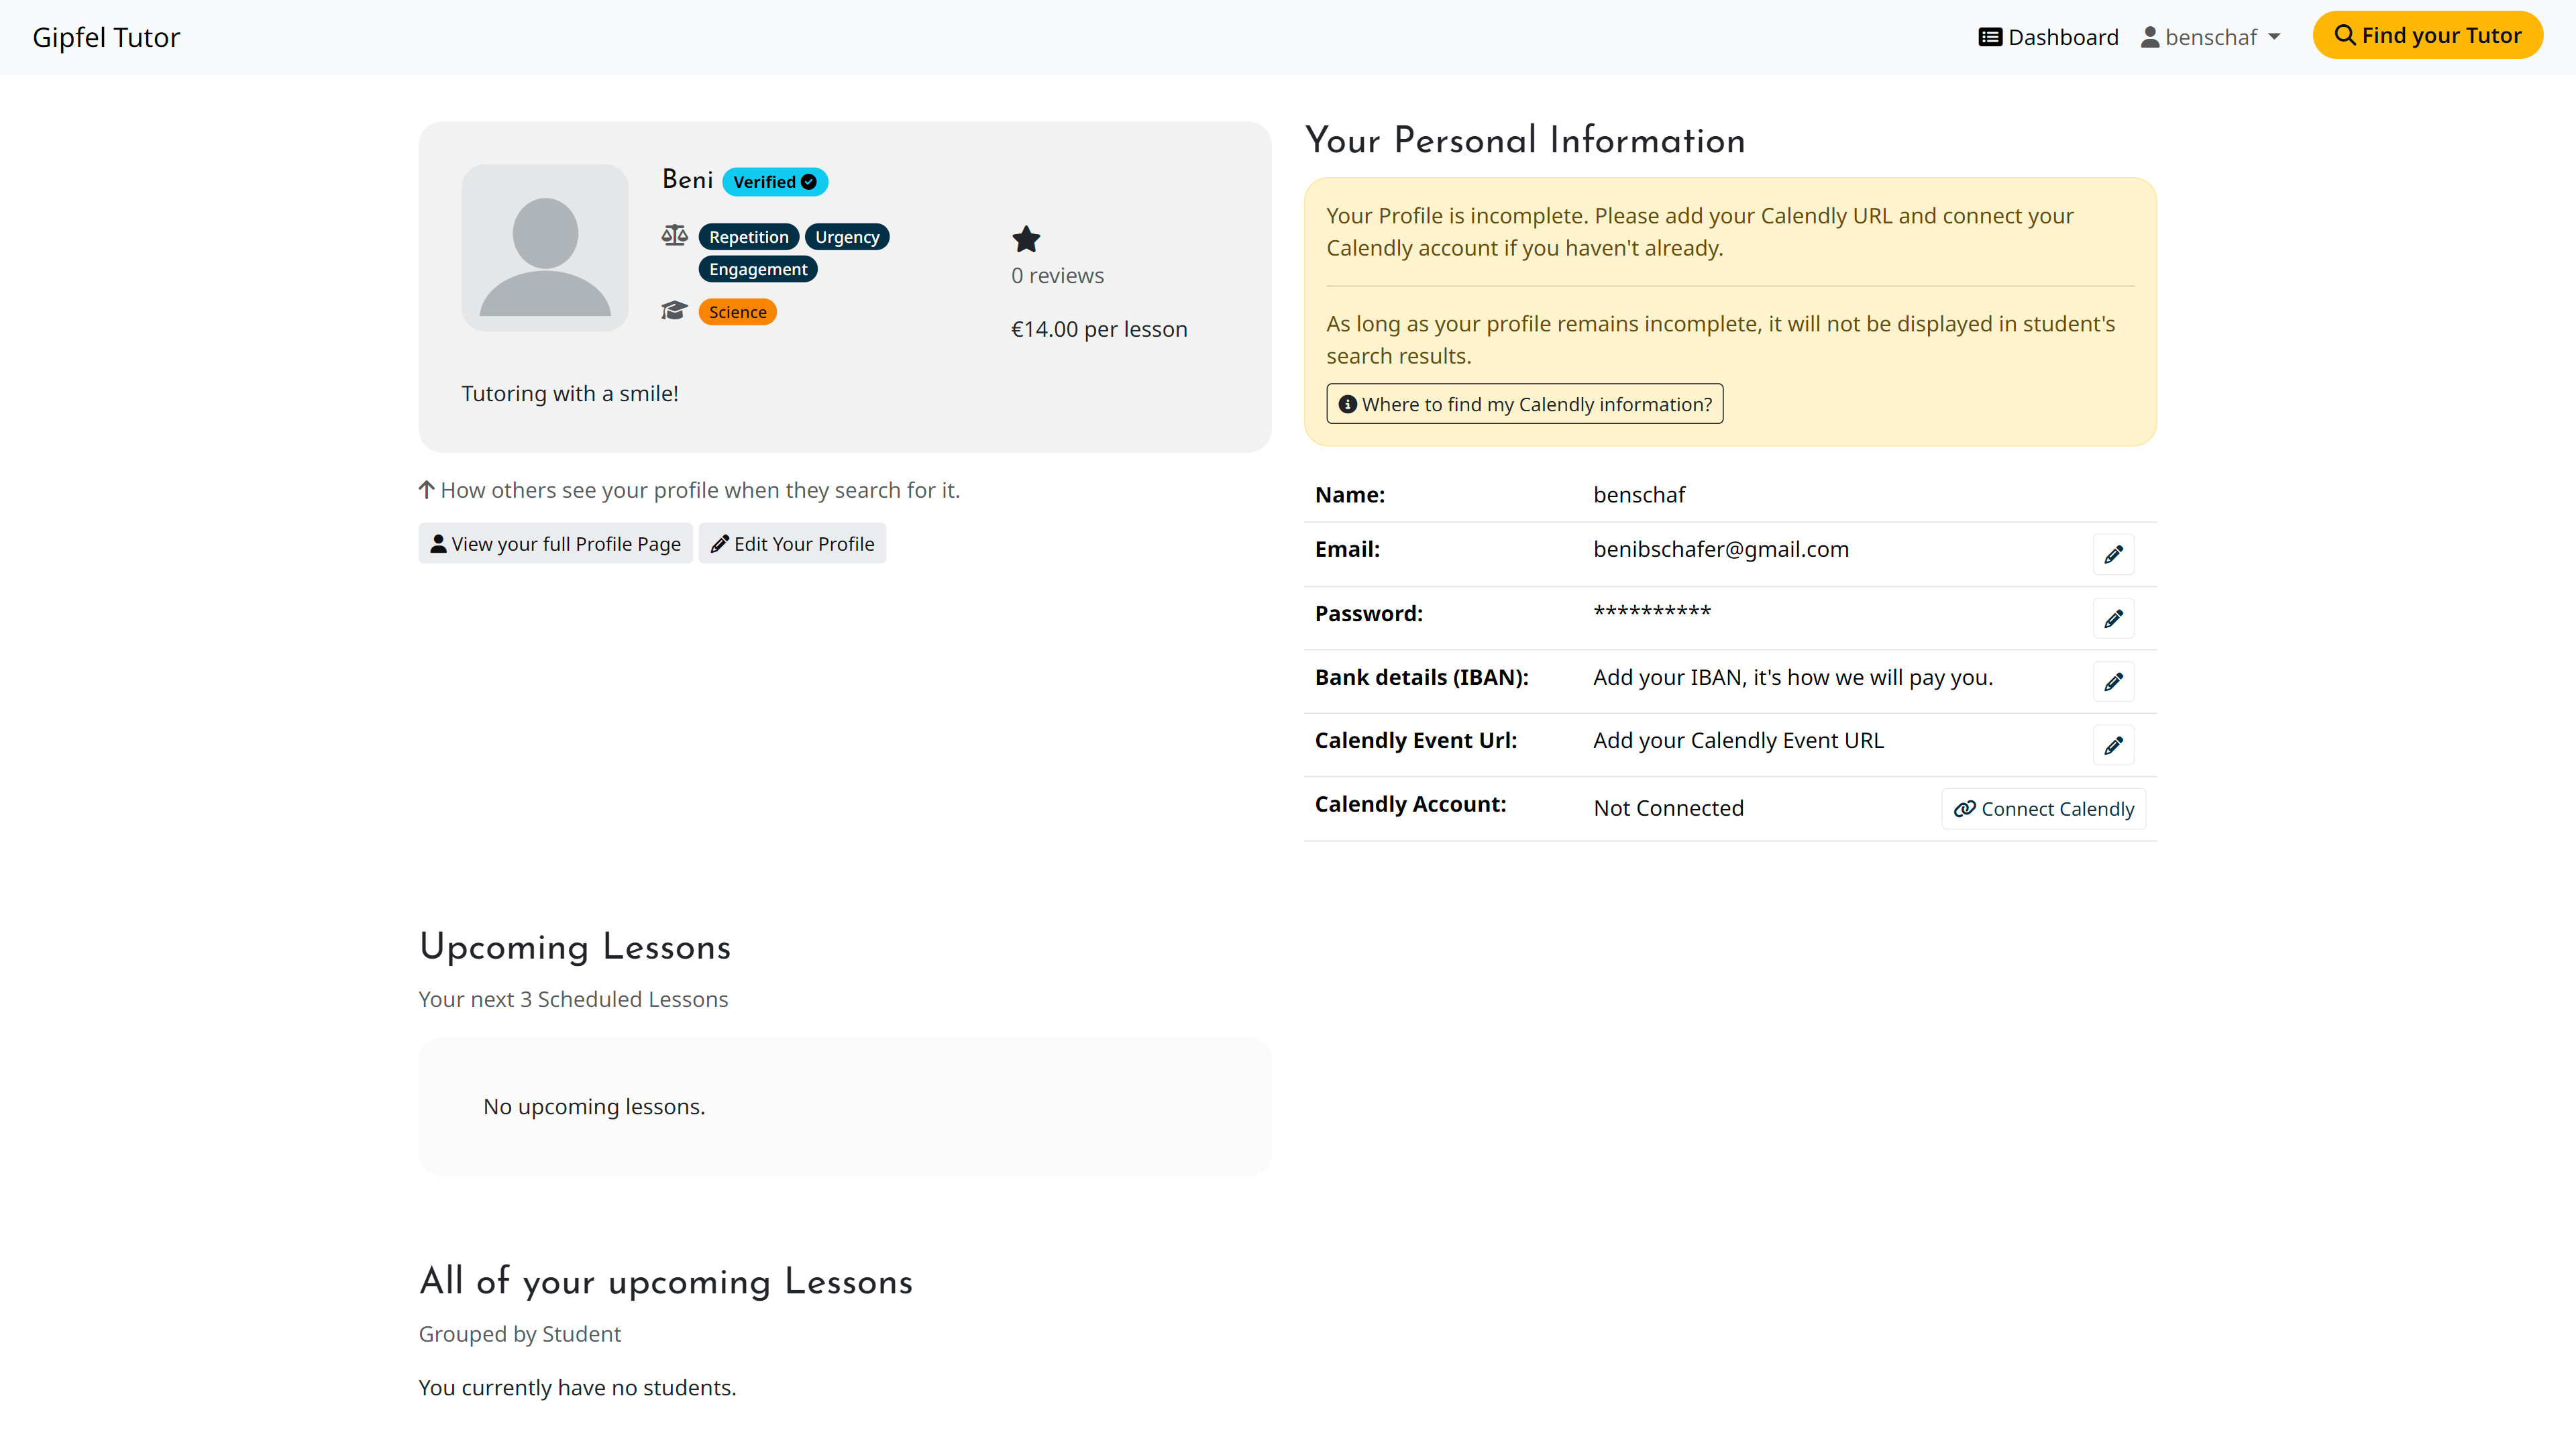 Gipfel Tutor
Dashboard
benschaf
Find your Tutor
Beni
Verified
Repetition
Urgency
Engagement
Science
0 reviews
€14.00 per lesson
Tutoring with a smile!
How others see your profile when they search for it.
View your full Profile Page
Edit Your Profile
Your Personal Information
Your Profile is incomplete. Please add your Calendly URL and connect your
Calendly account if you haven't already.
As long as your profile remains incomplete, it will not be displayed in student's
search results.
Where to find my Calendly information?
Name: benschaf
Email: benibschafer@gmail.com
Password: **********
Bank details (IBAN): Add your IBAN, it's how we will pay you.
Calendly Event Url: Add your Calendly Event URL
Calendly Account: Not Connected Connect Calendly
Upcoming Lessons
Your next 3 Scheduled Lessons
No upcoming lessons.
All of your upcoming Lessons
Grouped by Student
You currently have no students.